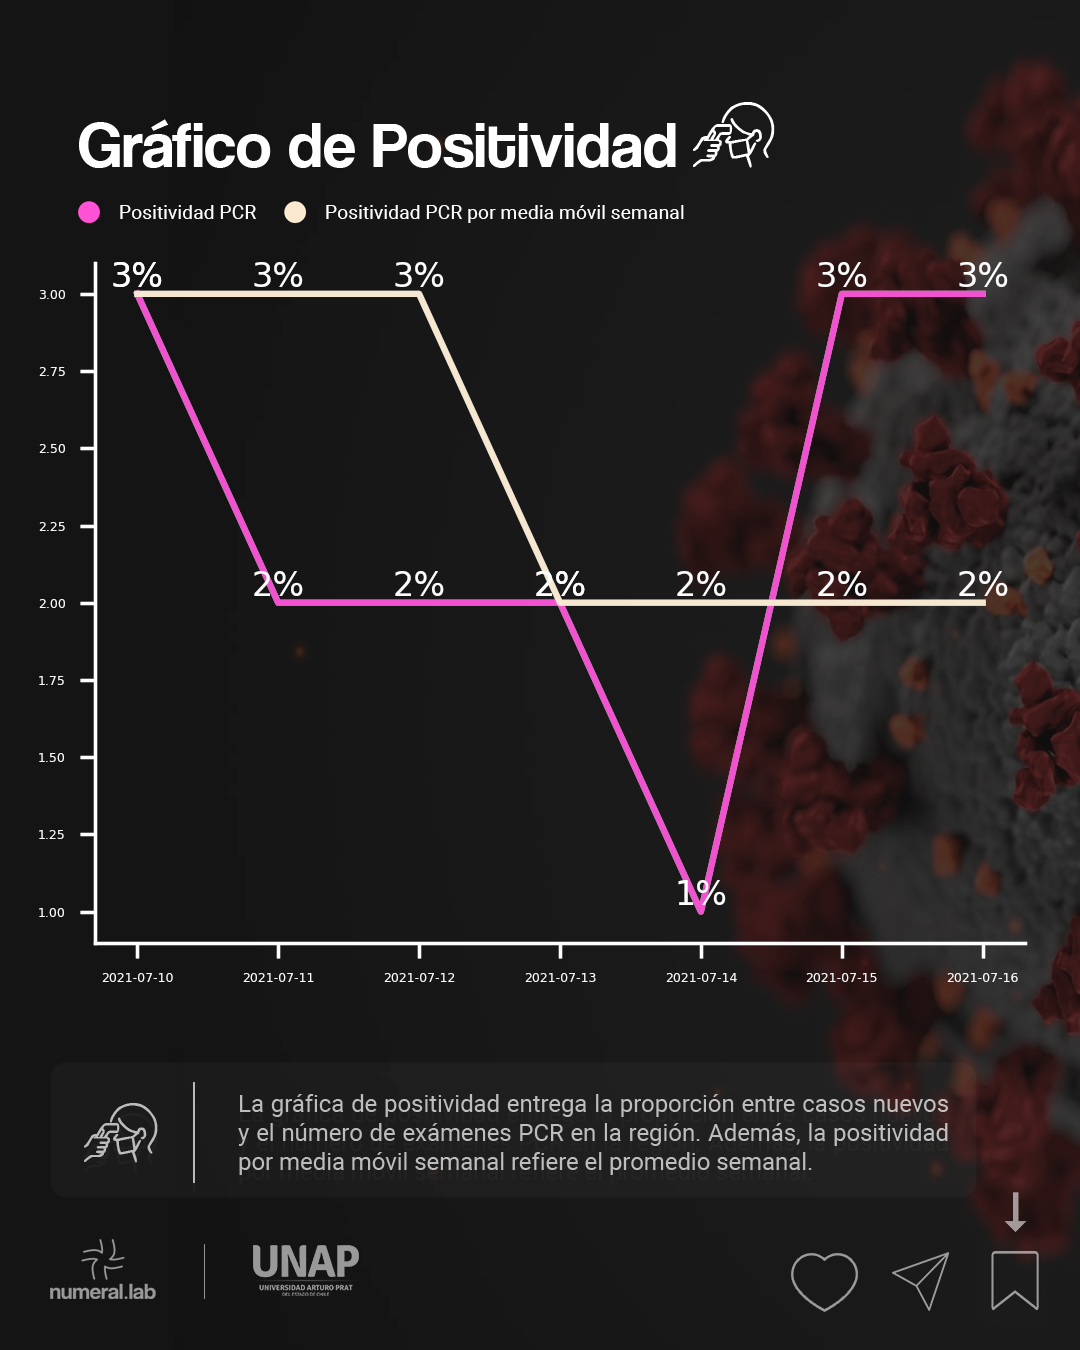 Gráfico de Positividad
Positividad PCR
Positividad PCR por media móvil semanal
3% 3% 3% 3% 3%
3.00
2.75
2.50
2.25
2% 2% 2% 2% 2% 2%
2.00
1.75
1.50
1.25
1%
1.00
2021-07-10 2021-07-11 2021-07-12 2021-07-13 2021-07-14 2021-07-15 2021-07-16
La gráfica de positividad entrega la proporción entre casos nuevos
y el número de exámenes PCR en la región. Además, la positividad
por media móvil semanal refiere el promedio semanal.
numeral.lab
UNAP
UNIVERSIDAD ARTURO PRAT
DEL ESTADO DE CHILE